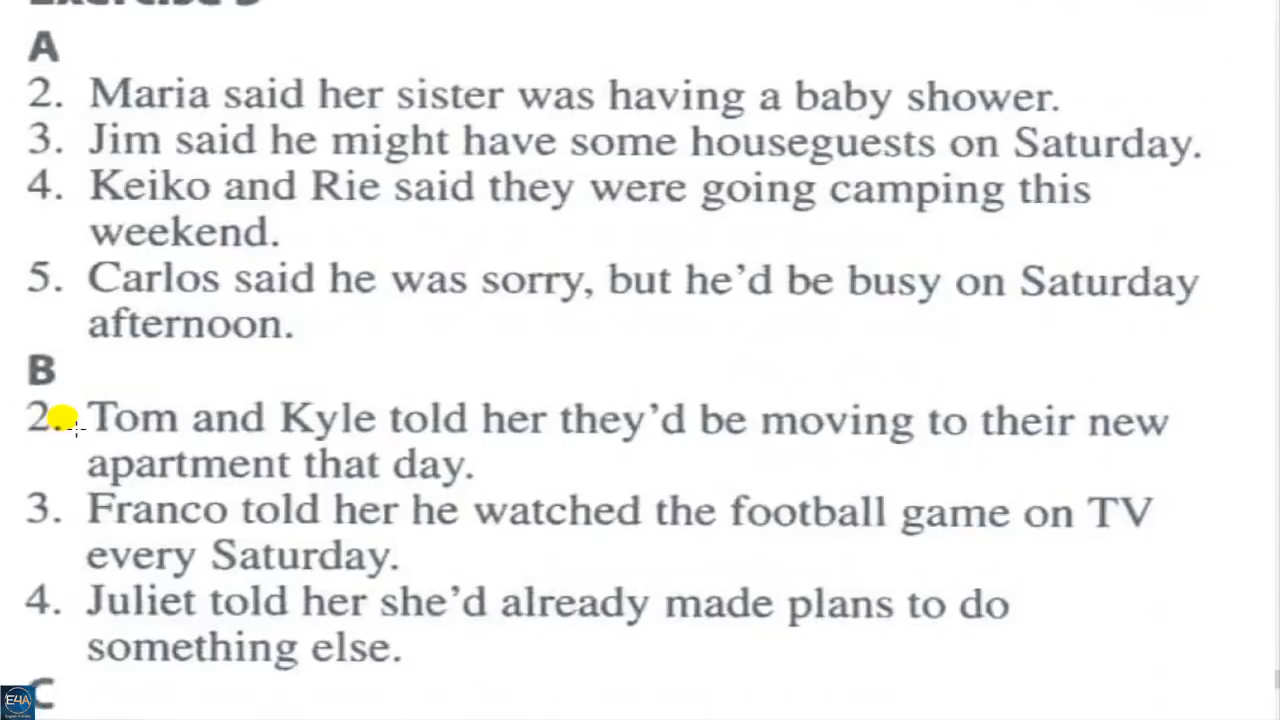 Exercise 5
A
2. Maria said her sister was having a baby shower.
3. Jim said he might have some houseguests on Saturday.
4. Keiko and Rie said they were going camping this
weekend.
5. Carlos said he was sorry, but he’d be busy on Saturday
afternoon.
B
2. Tom and Kyle told her they’d be moving to their new
apartment that day.
3. Franco told her he watched the football game on TV
every Saturday.
4. Juliet told her she’d already made plans to do
something else.
C
E4A